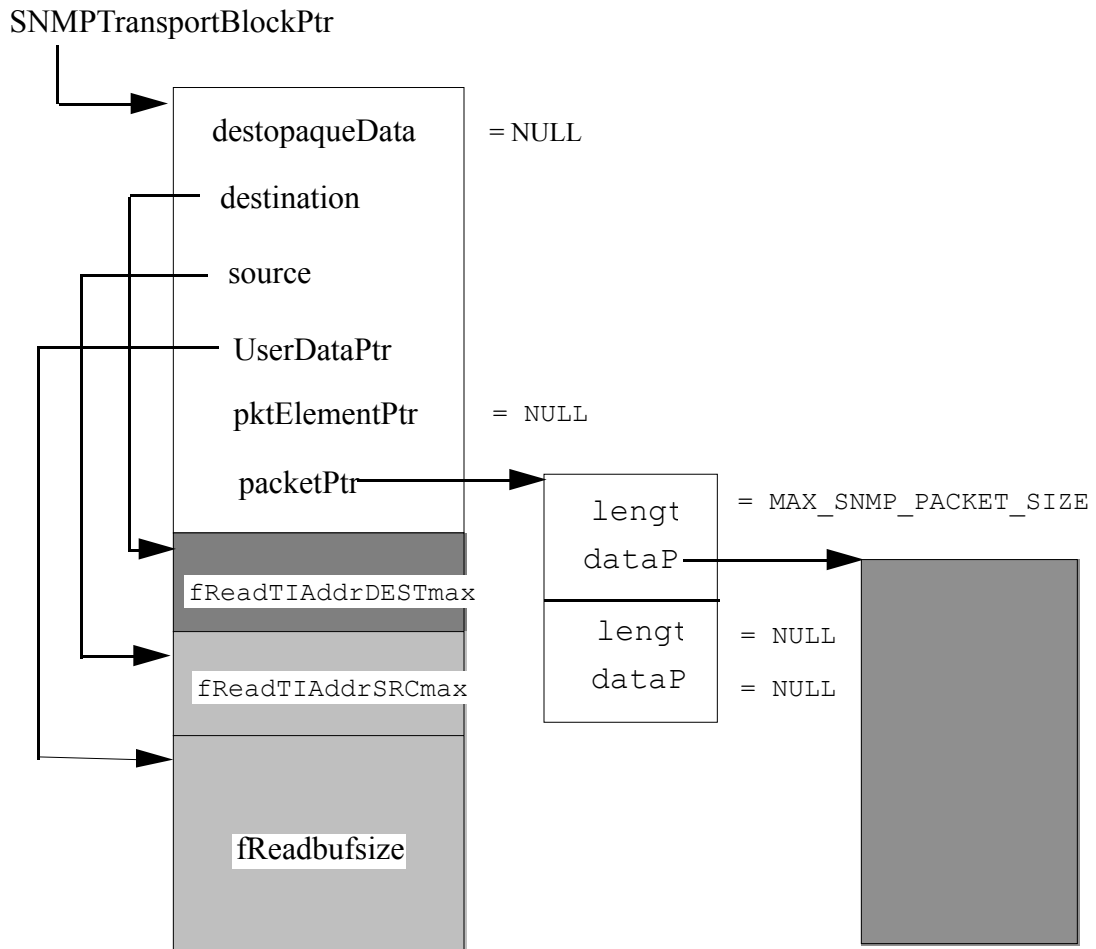 SNMPTransportBlockPtr
destopaqueData = NULL
destination
source
UserDataPtr
pktElementPtr = NULL
packetPtr
lengt = MAX_SNMP_PACKET_SIZE
dataP
fReadTIAddrDESTmax
lengt = NULL
dataP = NULL
fReadTIAddrSRCmax
fReadbufsize